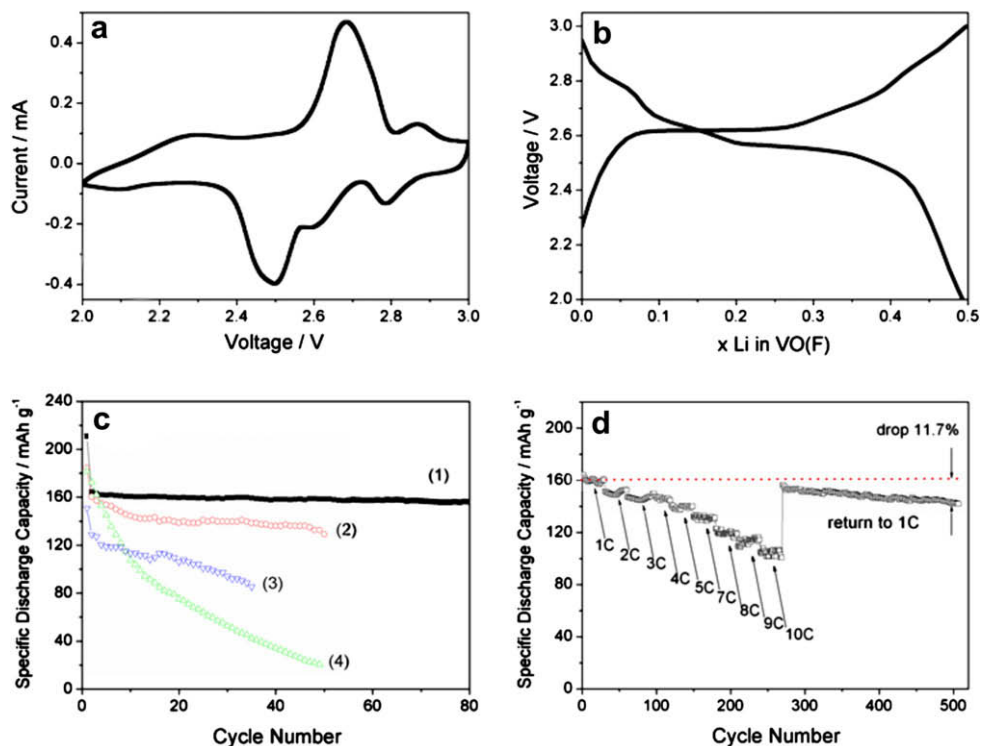 a
0.4
0.2
0.0
-0.2
-0.4
Current / mA
2.0
2.2
2.4
2.6
2.8
3.0
Voltage / V
b
3.0
2.8
2.6
2.4
2.2
2.0
Voltage / V
0.0
0.1
0.2
0.3
0.4
0.5
x Li in VO(F)
c
240
200
160
120
80
40
0
Specific Discharge Capacity / mAh g⁻¹
(1)
(2)
(3)
(4)
0
20
40
60
80
Cycle Number
d
200
160
120
80
40
0
Specific Discharge Capacity / mAh g⁻¹
drop 11.7%
return to 1C
1C
2C
3C
4C
5C
7C
8C
9C
10C
0
100
200
300
400
500
Cycle Number